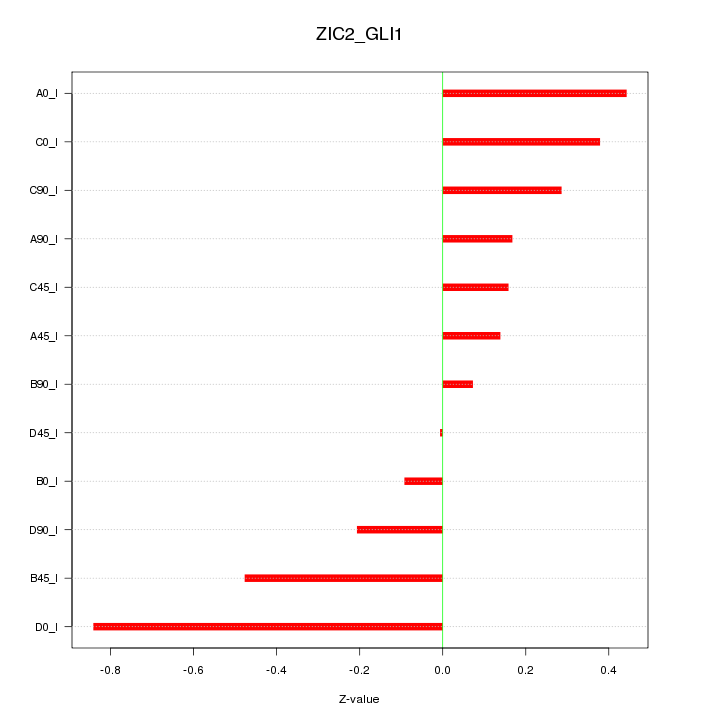 ZIC2_GLI1
A0_I
C0_I
C90_I
A90_I
C45_I
A45_I
B90_I
D45_I
B0_I
D90_I
B45_I
D0_I
-0.8 -0.6 -0.4 -0.2 0.0 0.2 0.4
Z-value